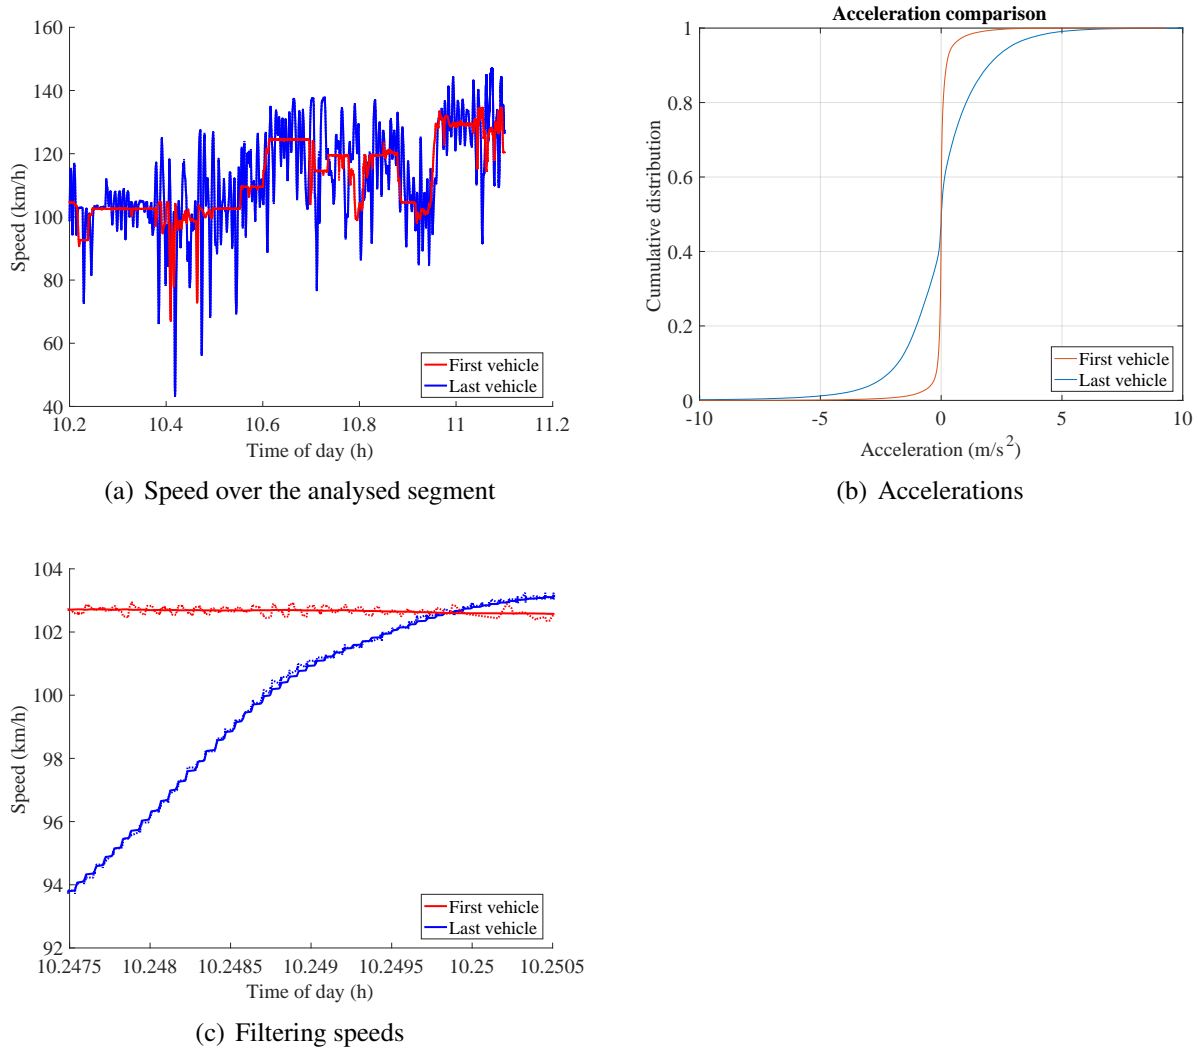 160
140
120
100
80
60
40
Speed (km/h)
10.2 10.4 10.6 10.8 11 11.2
Time of day (h)
First vehicle
Last vehicle
(a) Speed over the analysed segment
Acceleration comparison
1
0.8
0.6
0.4
0.2
0
Cumulative distribution
-10 -5 0 5 10
Acceleration (m/s²)
First vehicle
Last vehicle
(b) Accelerations
104
102
100
98
96
94
92
Speed (km/h)
10.2475 10.248 10.2485 10.249 10.2495 10.25 10.2505
Time of day (h)
First vehicle
Last vehicle
(c) Filtering speeds